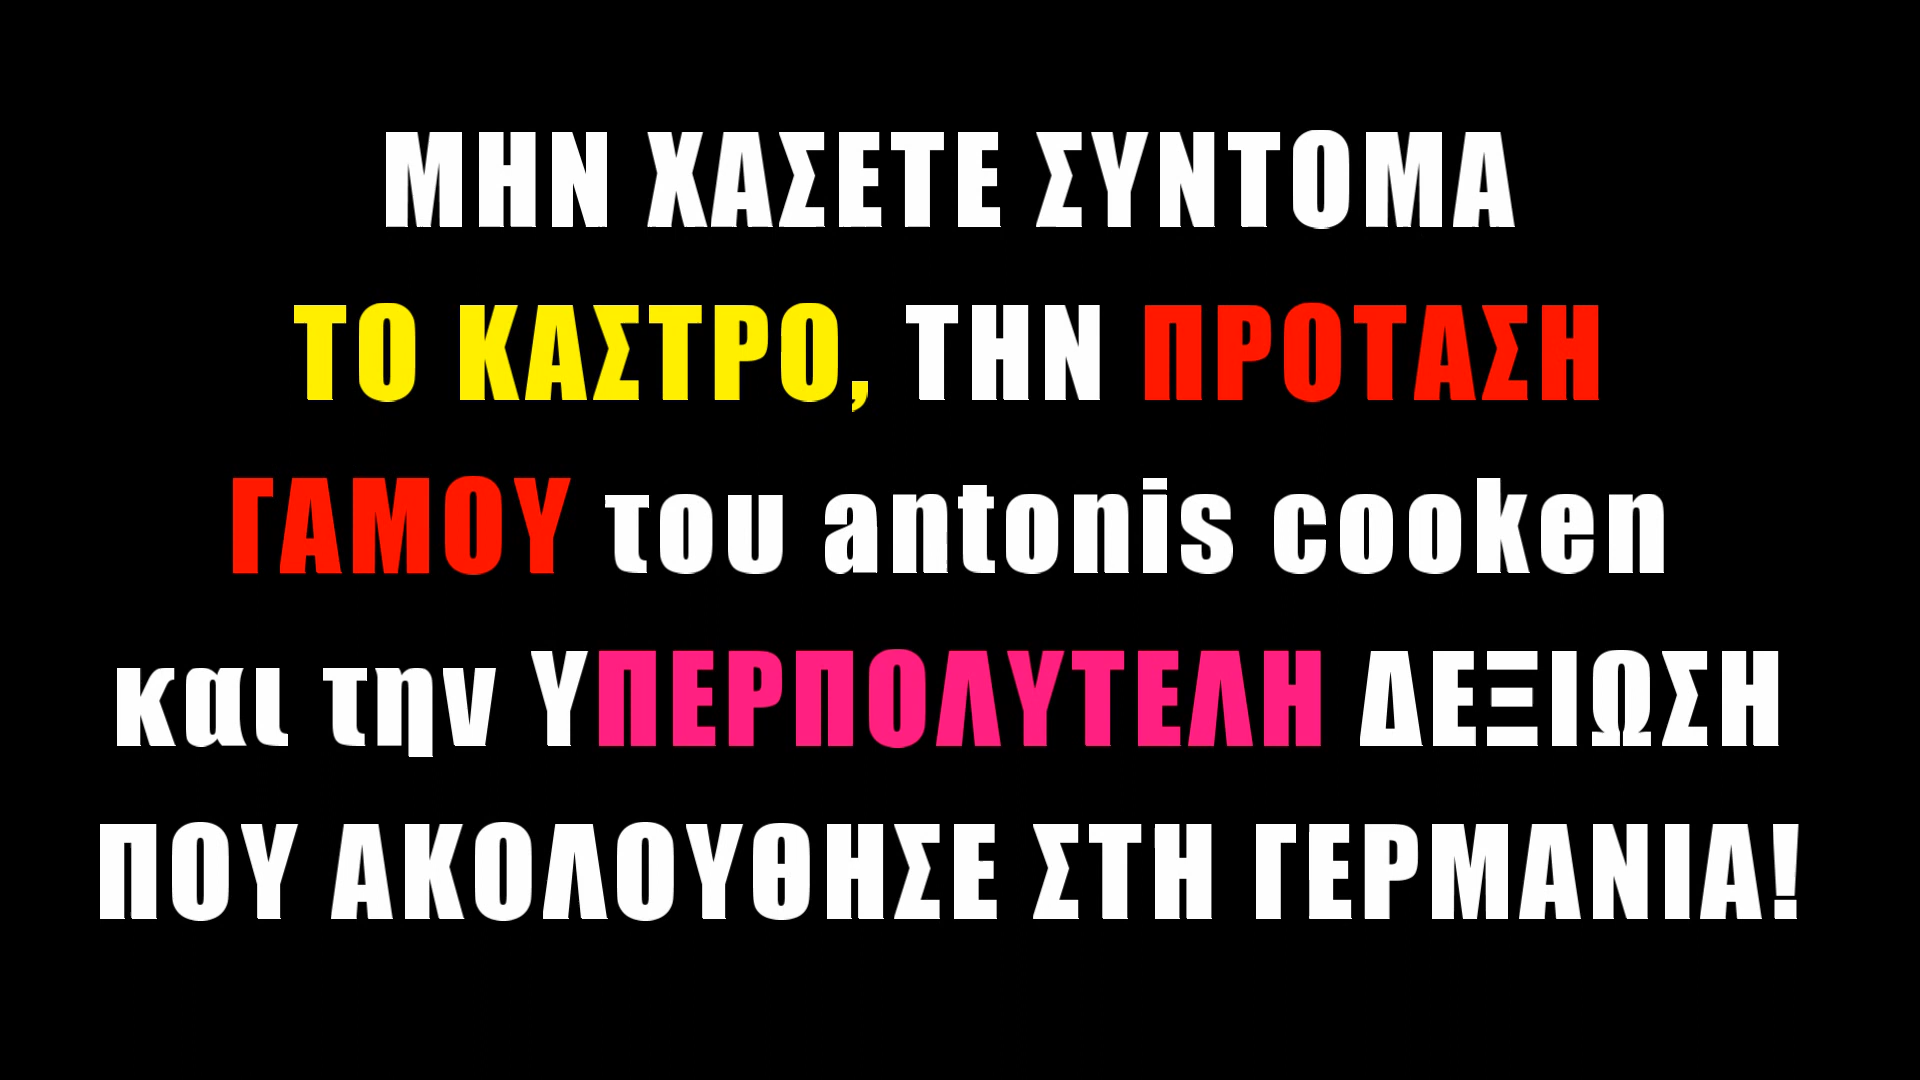 ΜΗΝ ΧΑΣΕΤΕ ΣΥΝΤΟΜΑ
ΤΟ ΚΑΣΤΡΟ, ΤΗΝ ΠΡΟΤΑΣΗ
ΓΑΜΟΥ του antonis cooken
και την ΥΠΕΡΠΟΛΥΤΕΛΗ ΔΕΞΙΩΣΗ
ΠΟΥ ΑΚΟΛΟΥΘΗΣΕ ΣΤΗ ΓΕΡΜΑΝΙΑ!